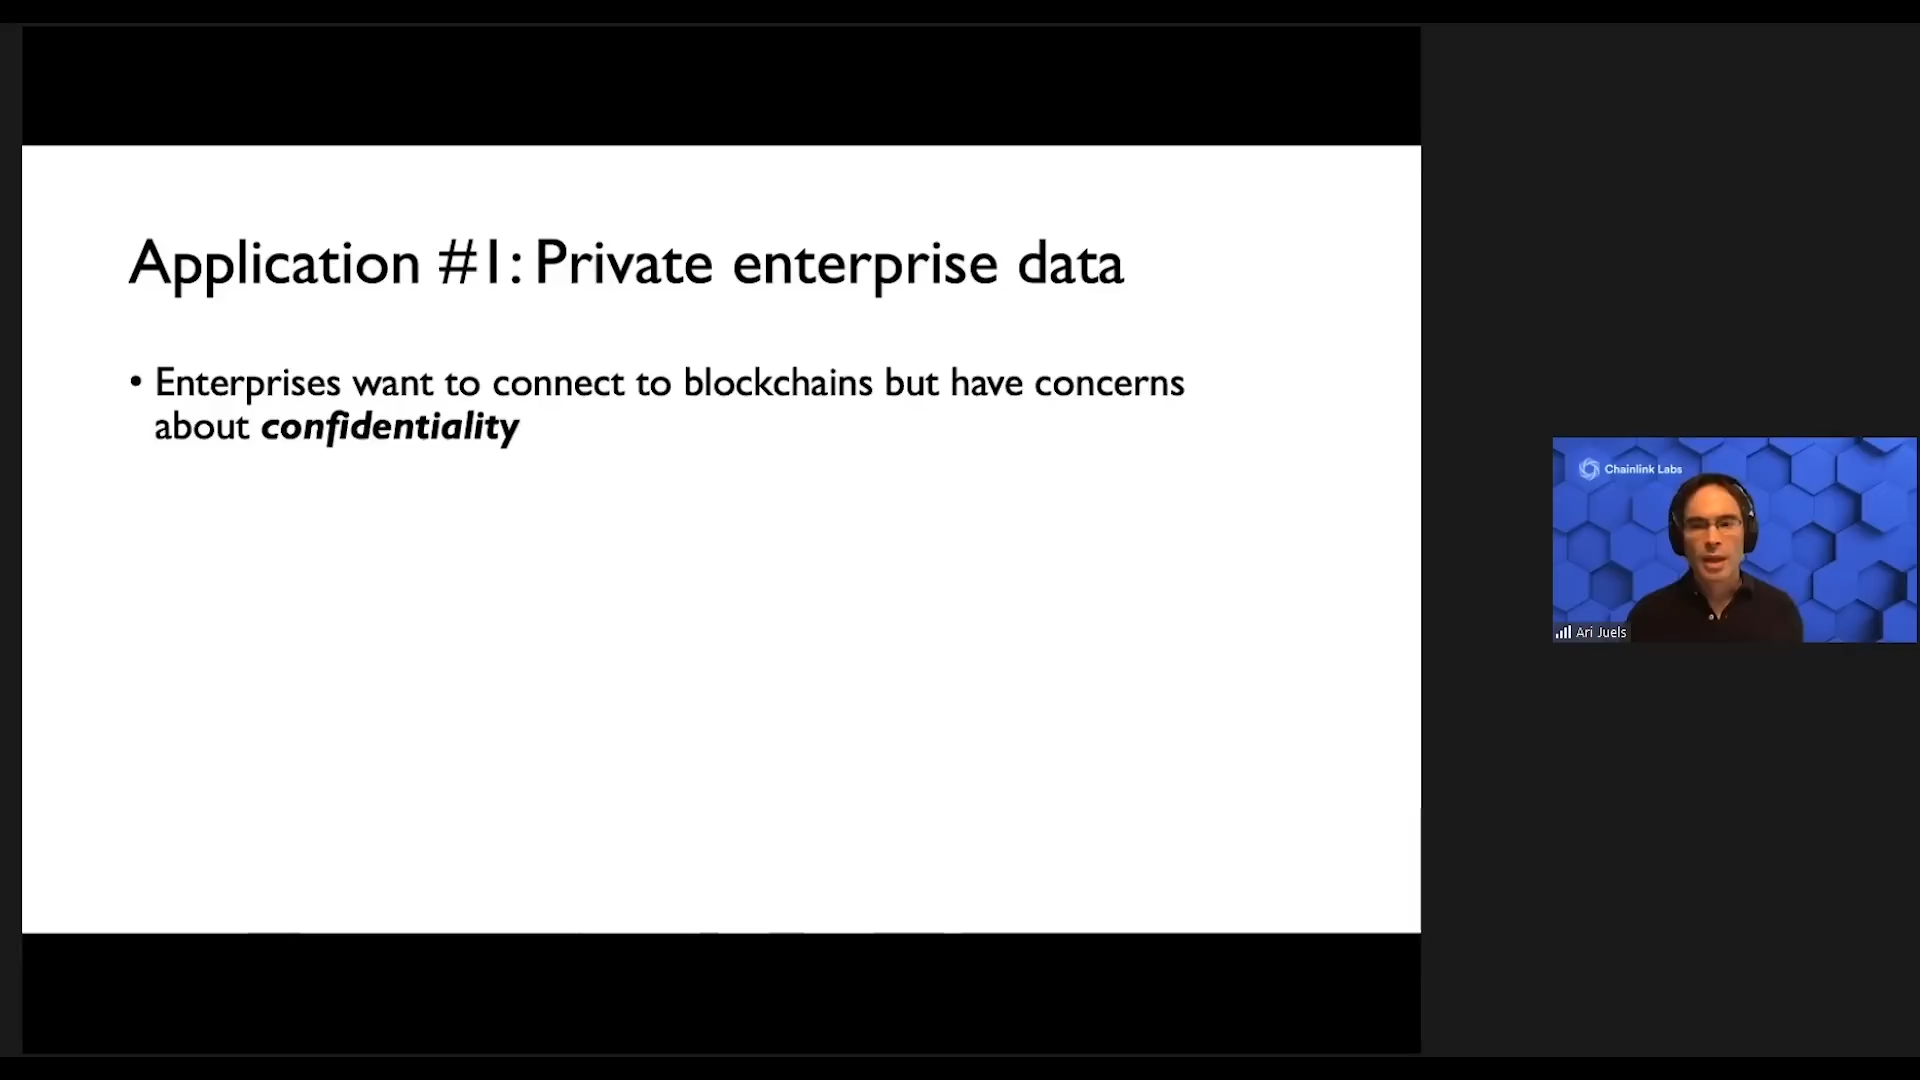 Application #1: Private enterprise data
• Enterprises want to connect to blockchains but have concerns
about confidentiality
Chainlink Labs
Ari Juels